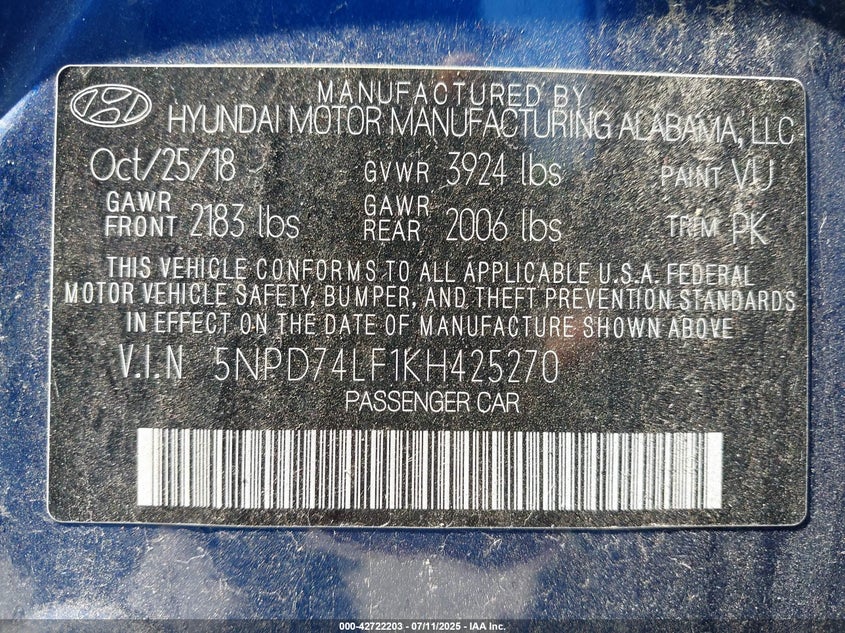 MANUFACTURED BY
HYUNDAI MOTOR MANUFACTURING ALABAMA, LLC
Oct/25/18 GVWR 3924 lbs PAINT VIJ
GAWR FRONT 2183 lbs GAWR REAR 2006 lbs TRIM PK
THIS VEHICLE CONFORMS TO ALL APPLICABLE U.S.A. FEDERAL
MOTOR VEHICLE SAFETY, BUMPER, AND THEFT PREVENTION STANDARDS
IN EFFECT ON THE DATE OF MANUFACTURE SHOWN ABOVE.
V.I.N 5NPD74LF1KH425270
PASSENGER CAR
000-42722203 - 07/11/2025 - IAA Inc.